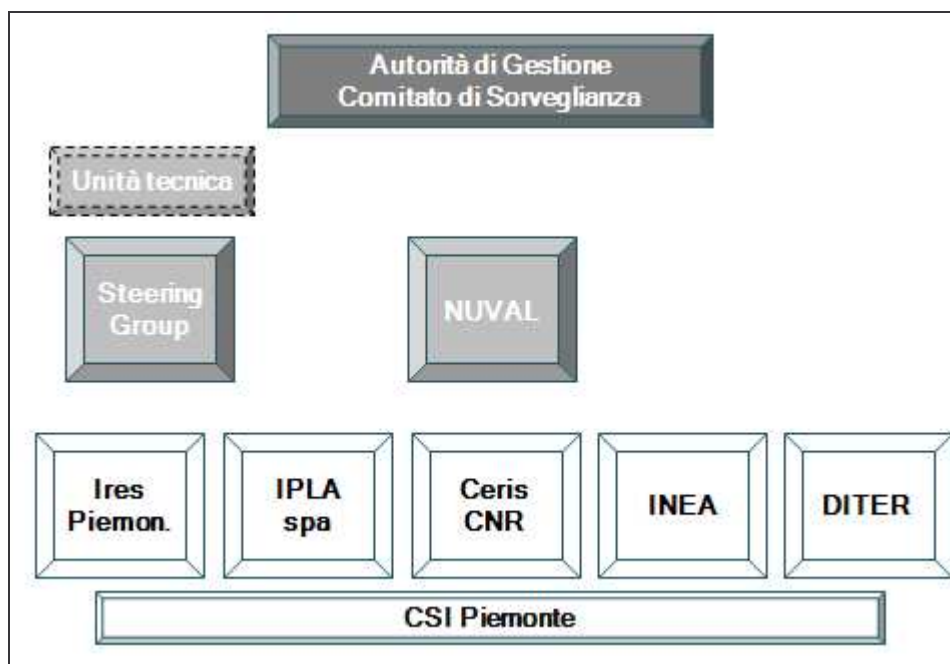 Autorità di Gestione
Comitato di Sorveglianza
Unità tecnica
Steering
Group
NUVAL
Ires
Piemon.
IPLA
spa
Ceris
CNR
INEA
DITER
CSI Piemonte